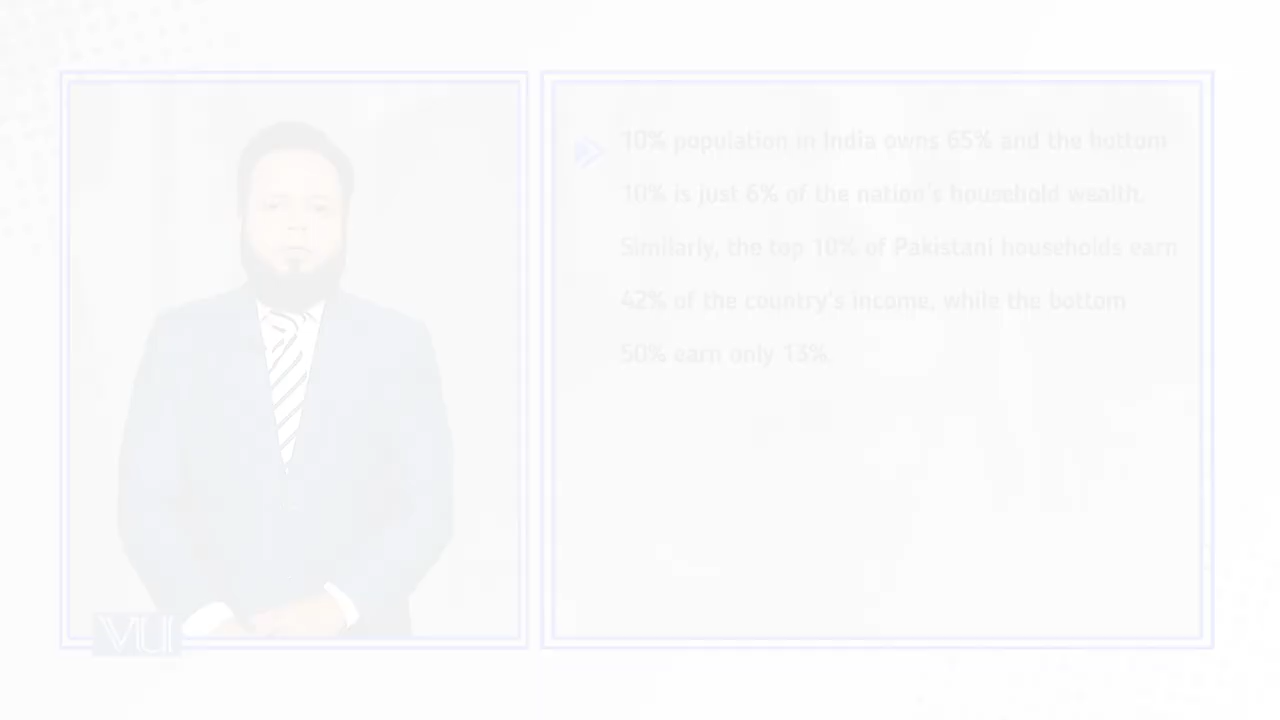 10% population in India owns 65% and the bottom
10% is just 6% of the nation's household wealth.
Similarly, the top 10% of Pakistani households earn
42% of the country's income, while the bottom
50% earn only 13%.
VU